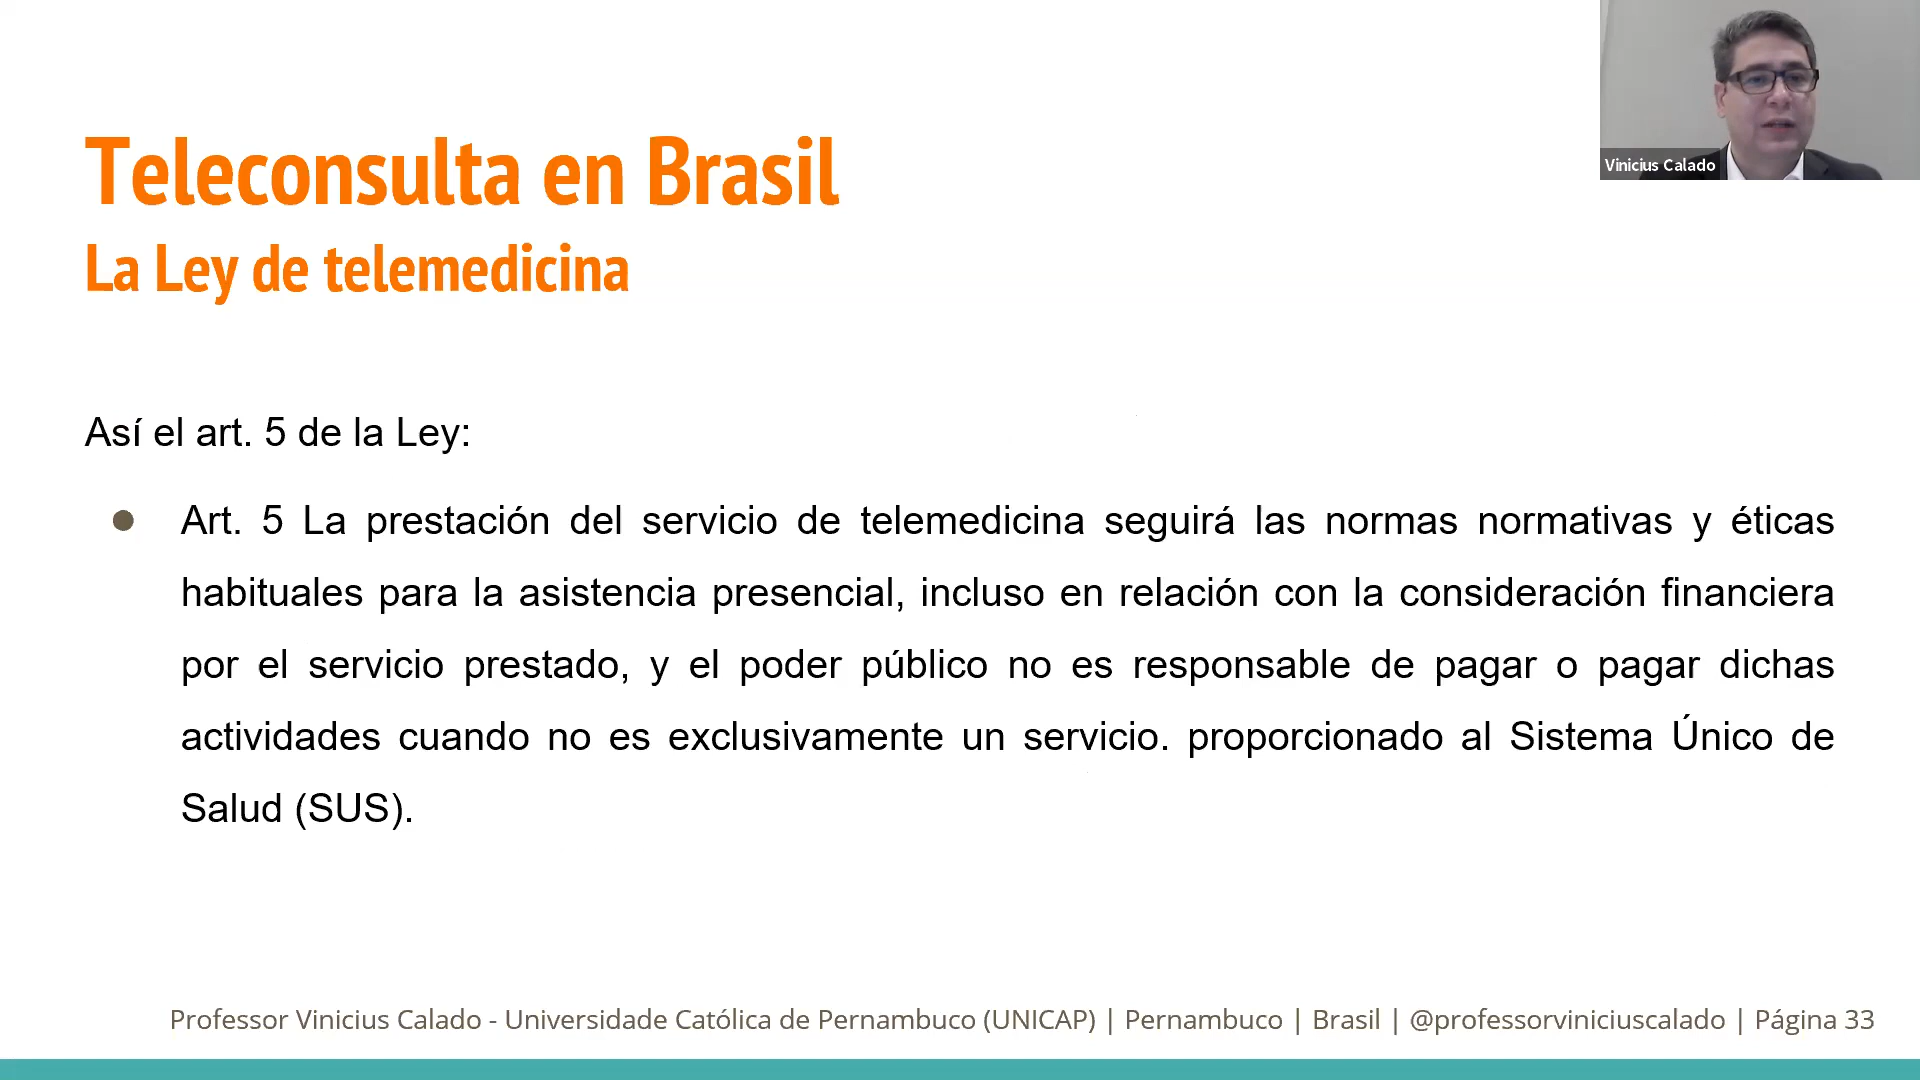 Vinicius Calado
Teleconsulta en Brasil
La Ley de telemedicina
Así el art. 5 de la Ley:
● Art. 5 La prestación del servicio de telemedicina seguirá las normas normativas y éticas
habituales para la asistencia presencial, incluso en relación con la consideración financiera
por el servicio prestado, y el poder público no es responsable de pagar o pagar dichas
actividades cuando no es exclusivamente un servicio. proporcionado al Sistema Único de
Salud (SUS).
Professor Vinicius Calado - Universidade Católica de Pernambuco (UNICAP) | Pernambuco | Brasil | @professorviniciuscalado | Página 33